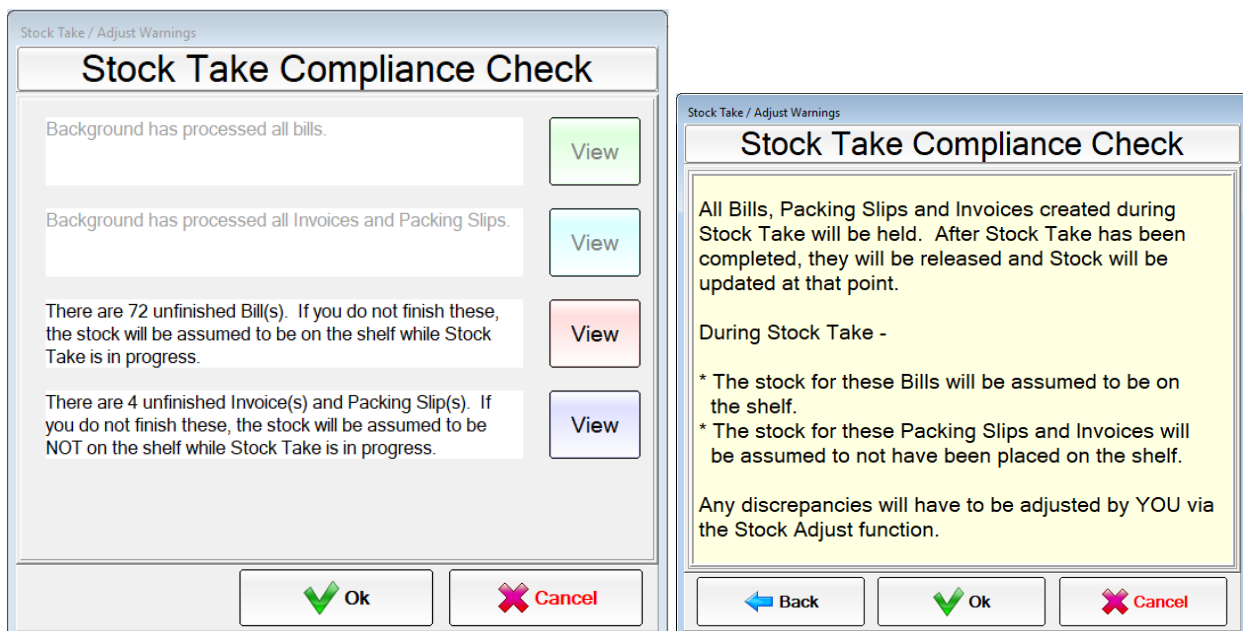 Stock Take / Adjust Warnings
Stock Take Compliance Check
Background has processed all bills.
View
Background has processed all Invoices and Packing Slips.
View
There are 72 unfinished Bill(s).  If you do not finish these,
the stock will be assumed to be on the shelf while Stock
Take is in progress.
View
There are 4 unfinished Invoice(s) and Packing Slip(s).  If
you do not finish these, the stock will be assumed to be
NOT on the shelf while Stock Take is in progress.
View
Ok
Cancel
Stock Take / Adjust Warnings
Stock Take Compliance Check
All Bills, Packing Slips and Invoices created during
Stock Take will be held.  After Stock Take has been
completed, they will be released and Stock will be
updated at that point.
During Stock Take -
* The stock for these Bills will be assumed to be on
the shelf.
* The stock for these Packing Slips and Invoices will
be assumed to not have been placed on the shelf.
Any discrepancies will have to be adjusted by YOU via
the Stock Adjust function.
Back
Ok
Cancel